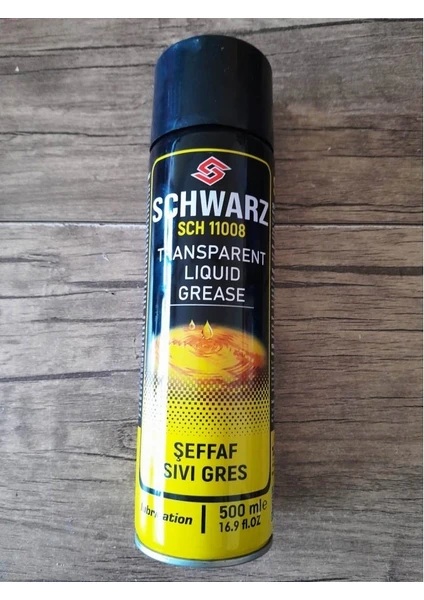 SCHWARZ
SCH 11008
TRANSPARENT
LIQUID
GREASE
ŞEFFAF
SIVI GRES
lubrication
500 ml e
16.9 fl.OZ